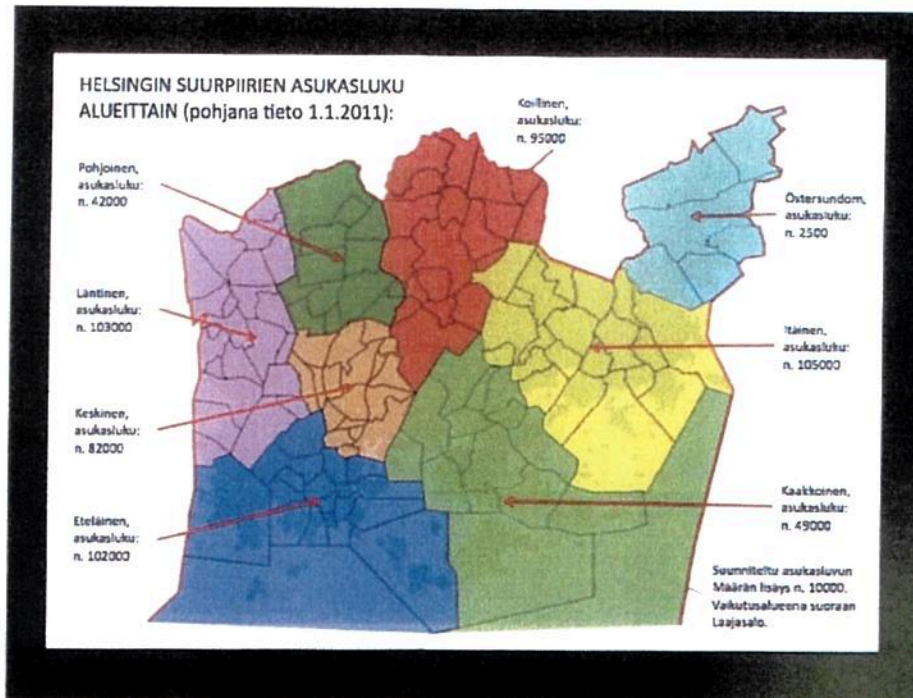 HELSINGIN SUURPIIRIEN ASUKASLUKU
ALUEITTAIN (pohjana tieto 1.1.2011):
Koillinen,
asukasluku:
n. 95000
Pohjoinen,
asukasluku:
n. 42000
Östersundom,
asukasluku:
n. 2500
Läntinen,
asukasluku:
n. 103000
Itäinen,
asukasluku:
n. 105000
Keskinen,
asukasluku:
n. 82000
Kaakkoinen,
asukasluku:
n. 49000
Eteläinen,
asukasluku:
n. 102000
Suunniteltu asukasluvun
Määrän lisäys n. 10000.
Vaikutusalueena suoraan
Laajasalo.